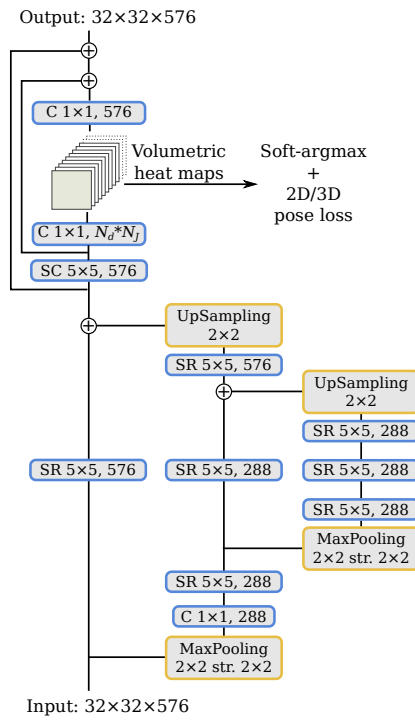 Output: 32×32×576
C 1×1, 576
Volumetric
heat maps
Soft-argmax
+
2D/3D
pose loss
C 1×1, N_d*N_J
SC 5×5, 576
UpSampling
2×2
SR 5×5, 576
UpSampling
2×2
SR 5×5, 288
SR 5×5, 576
SR 5×5, 288
SR 5×5, 288
SR 5×5, 288
MaxPooling
2×2 str. 2×2
SR 5×5, 288
C 1×1, 288
MaxPooling
2×2 str. 2×2
Input: 32×32×576